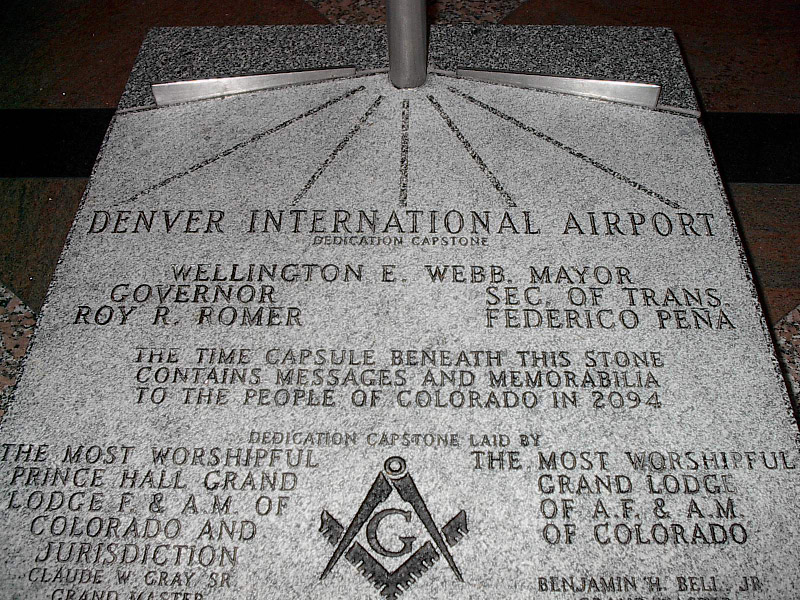 DENVER INTERNATIONAL AIRPORT
DEDICATION CAPSTONE
WELLINGTON E. WEBB, MAYOR
GOVERNOR
ROY R. ROMER
SEC. OF TRANS.
FEDERICO PEÑA
THE TIME CAPSULE BENEATH THIS STONE
CONTAINS MESSAGES AND MEMORABILIA
TO THE PEOPLE OF COLORADO IN 2094
DEDICATION CAPSTONE LAID BY
THE MOST WORSHIPFUL
PRINCE HALL GRAND
LODGE F. & A.M. OF
COLORADO AND
JURISDICTION
CLAUDE W. GRAY, SR
GRAND MASTER
G
THE MOST WORSHIPFUL
GRAND LODGE
OF A.F. & A.M.
OF COLORADO
BENJAMIN H. BELL, JR